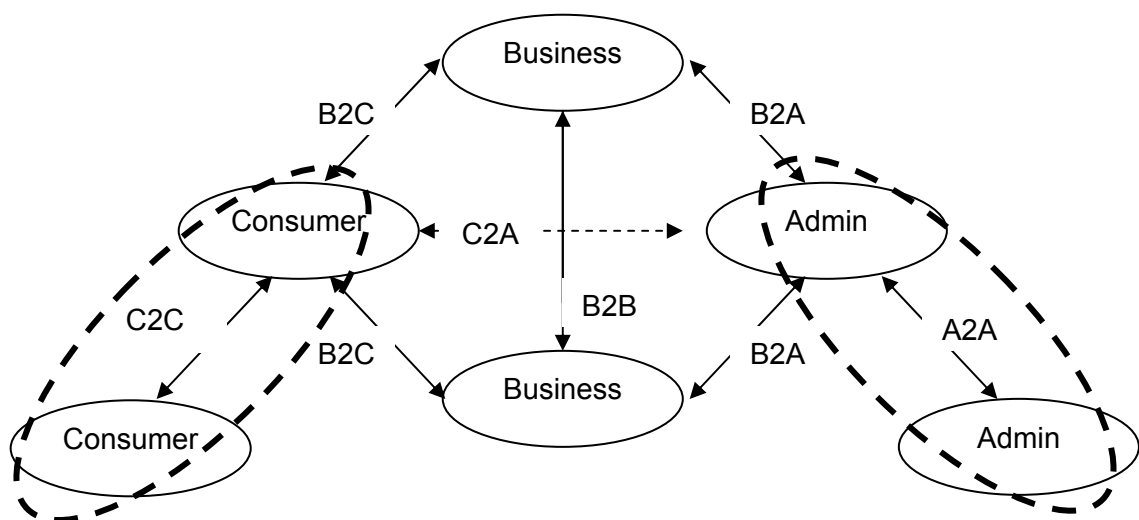 Business
B2C
B2A
Consumer
C2A
Admin
C2C
B2B
A2A
B2C
B2A
Business
Consumer
Admin